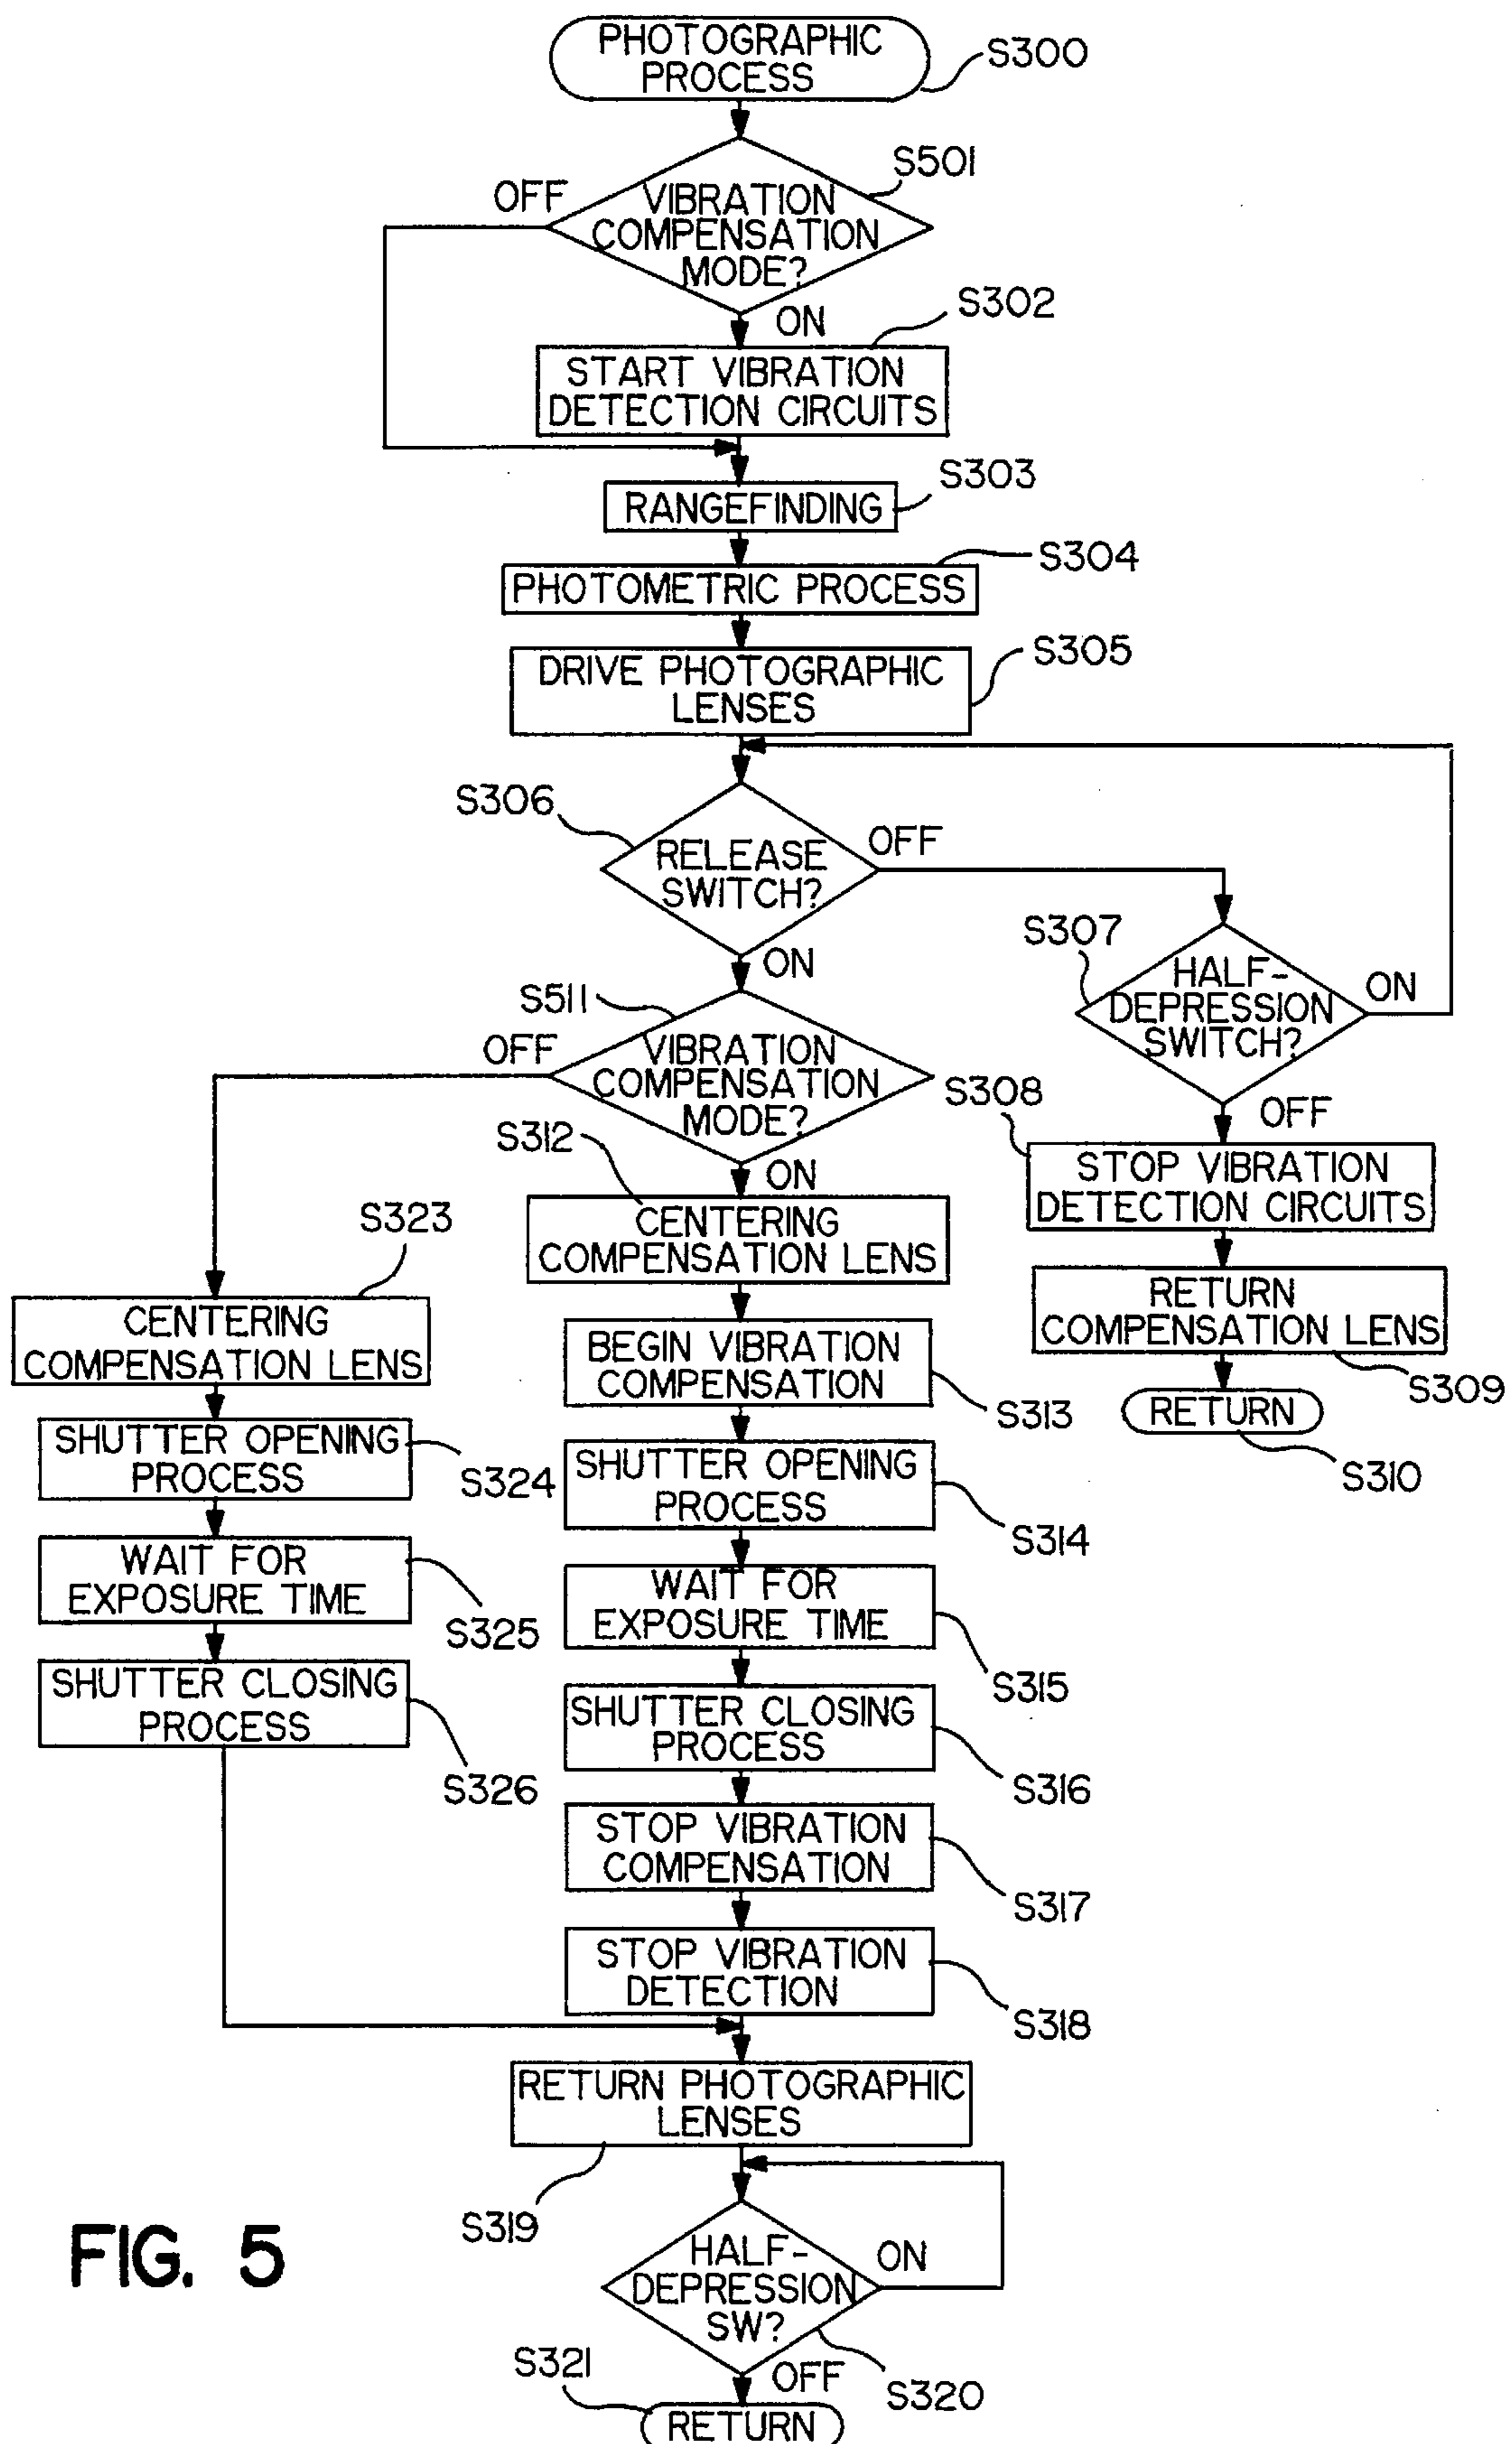 PHOTOGRAPHIC
PROCESS
S300
S501
OFF
VIBRATION
COMPENSATION
MODE?
ON
S302
START VIBRATION
DETECTION CIRCUITS
S303
RANGEFINDING
S304
PHOTOMETRIC PROCESS
S305
DRIVE PHOTOGRAPHIC
LENSES
S306
RELEASE
SWITCH?
OFF
ON
S307
HALF-
DEPRESSION
SWITCH?
ON
OFF
S308
STOP VIBRATION
DETECTION CIRCUITS
RETURN
COMPENSATION LENS
S309
RETURN
S310
S511
OFF
VIBRATION
COMPENSATION
MODE?
ON
S312
CENTERING
COMPENSATION LENS
BEGIN VIBRATION
COMPENSATION
S313
SHUTTER OPENING
PROCESS
S314
WAIT FOR
EXPOSURE TIME
S315
SHUTTER CLOSING
PROCESS
S316
STOP VIBRATION
COMPENSATION
S317
STOP VIBRATION
DETECTION
S318
S323
CENTERING
COMPENSATION LENS
SHUTTER OPENING
PROCESS
S324
WAIT FOR
EXPOSURE TIME
S325
SHUTTER CLOSING
PROCESS
S326
RETURN PHOTOGRAPHIC
LENSES
S319
HALF-
DEPRESSION
SW?
ON
S320
OFF
S321
RETURN
FIG. 5